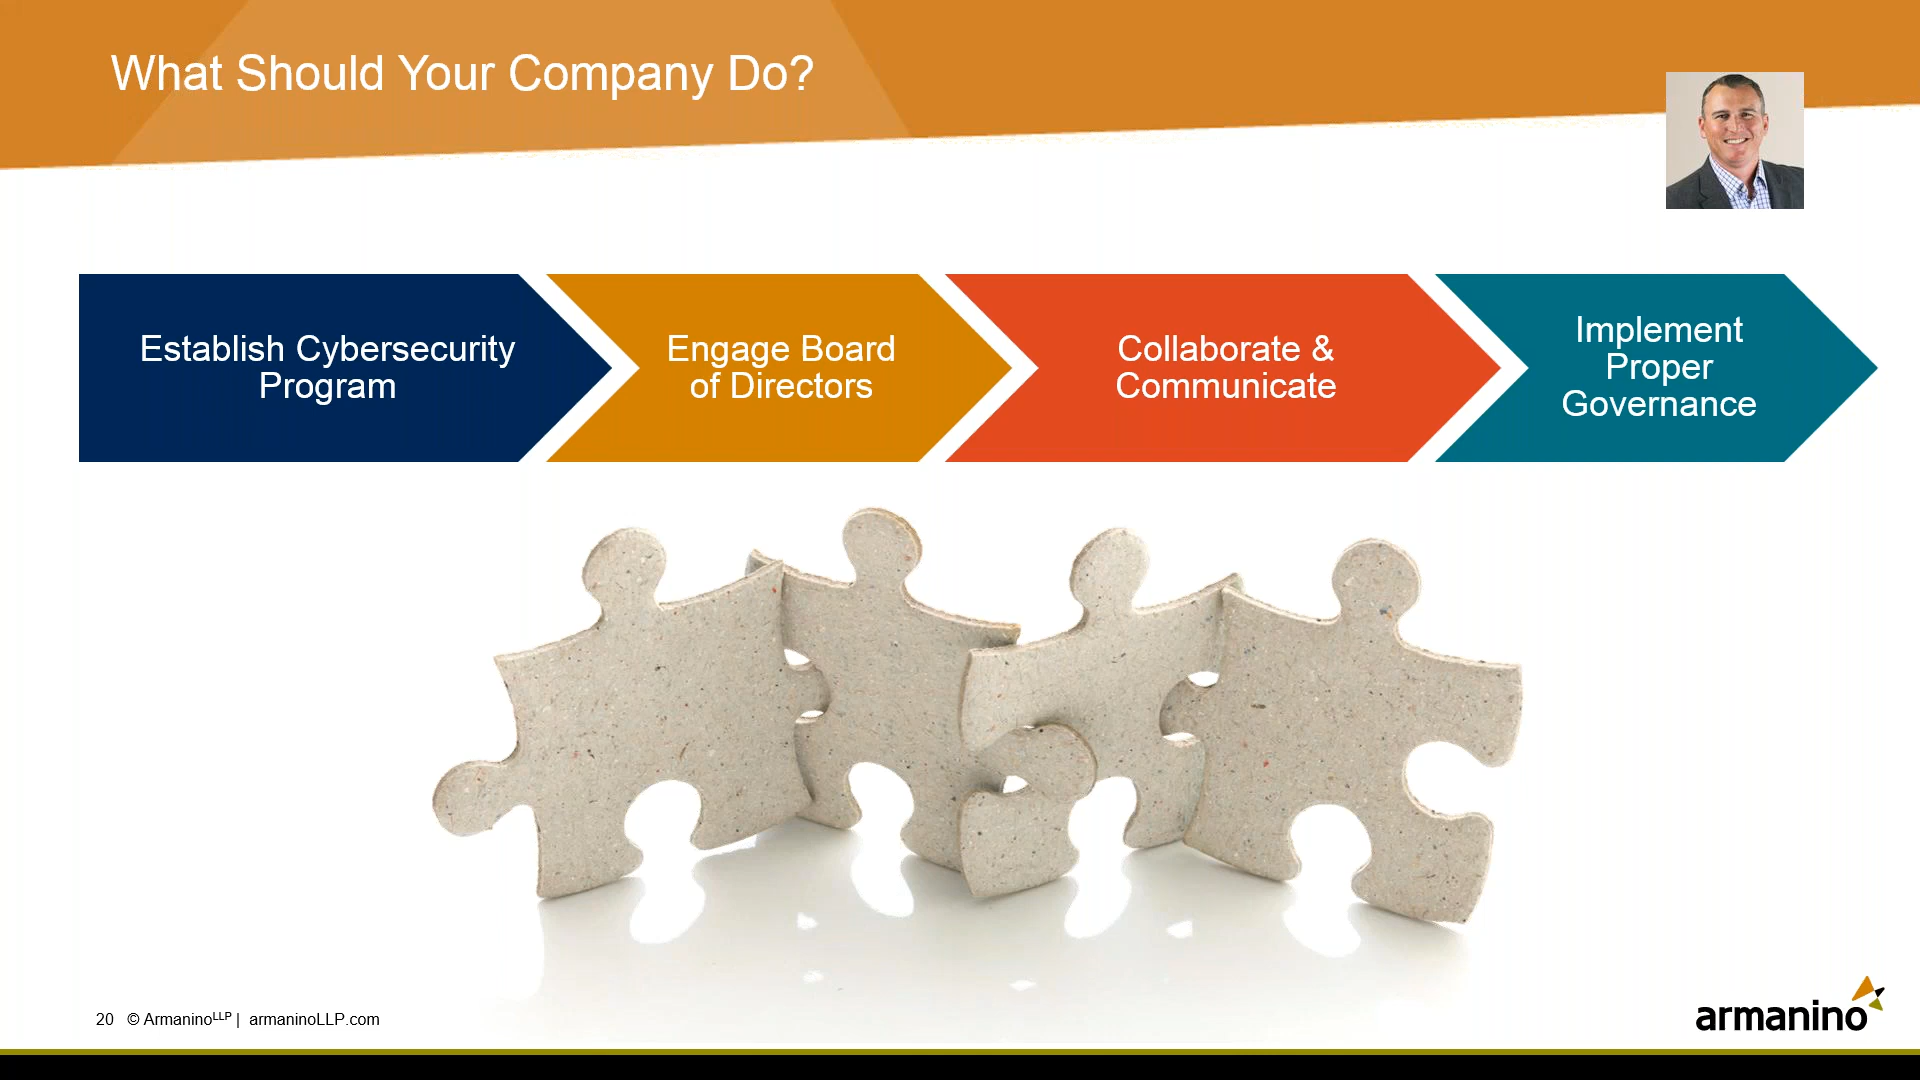 What Should Your Company Do?
Establish Cybersecurity
Program
Engage Board
of Directors
Collaborate &
Communicate
Implement
Proper
Governance
20 © ArmaninoLLP | armaninoLLP.com
armanino